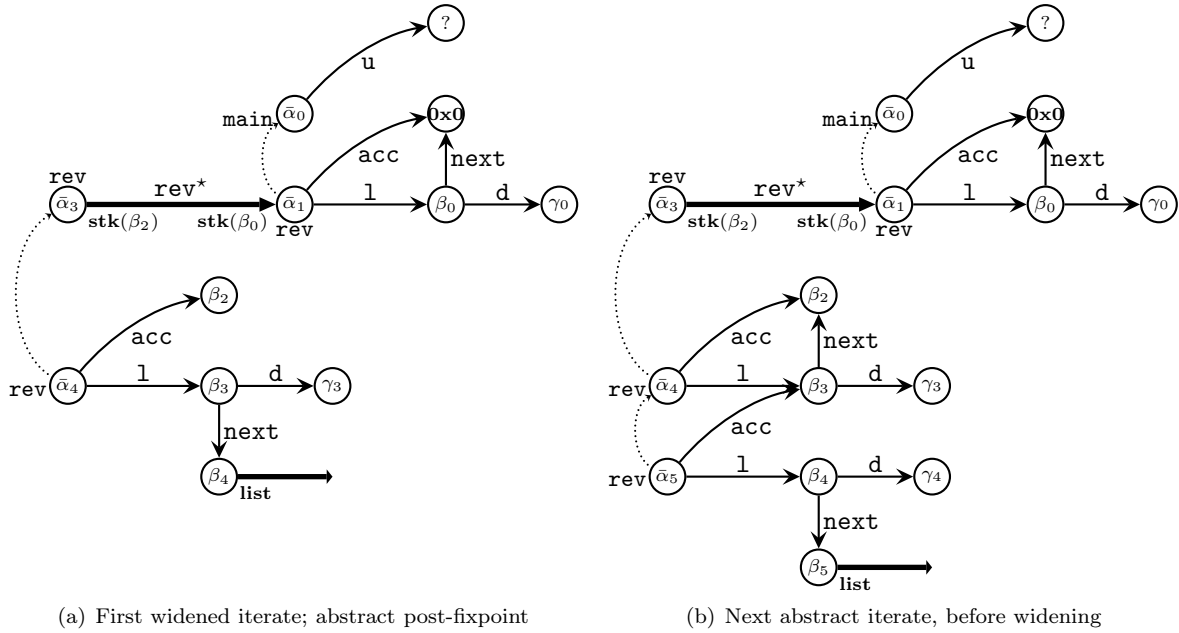 ?
u
main
ᾱ₀
0x0
acc
next
rev
ᾱ₃
rev⋆
stk(β₂)
stk(β₀)
ᾱ₁
rev
l
β₀
d
γ₀
β₂
acc
rev
ᾱ₄
l
β₃
d
γ₃
next
β₄
list
(a) First widened iterate; abstract post-fixpoint
?
u
main
ᾱ₀
0x0
acc
next
rev
ᾱ₃
rev⋆
stk(β₂)
stk(β₀)
ᾱ₁
rev
l
β₀
d
γ₀
β₂
acc
next
rev
ᾱ₄
l
β₃
d
γ₃
acc
rev
ᾱ₅
l
β₄
d
γ₄
next
β₅
list
(b) Next abstract iterate, before widening